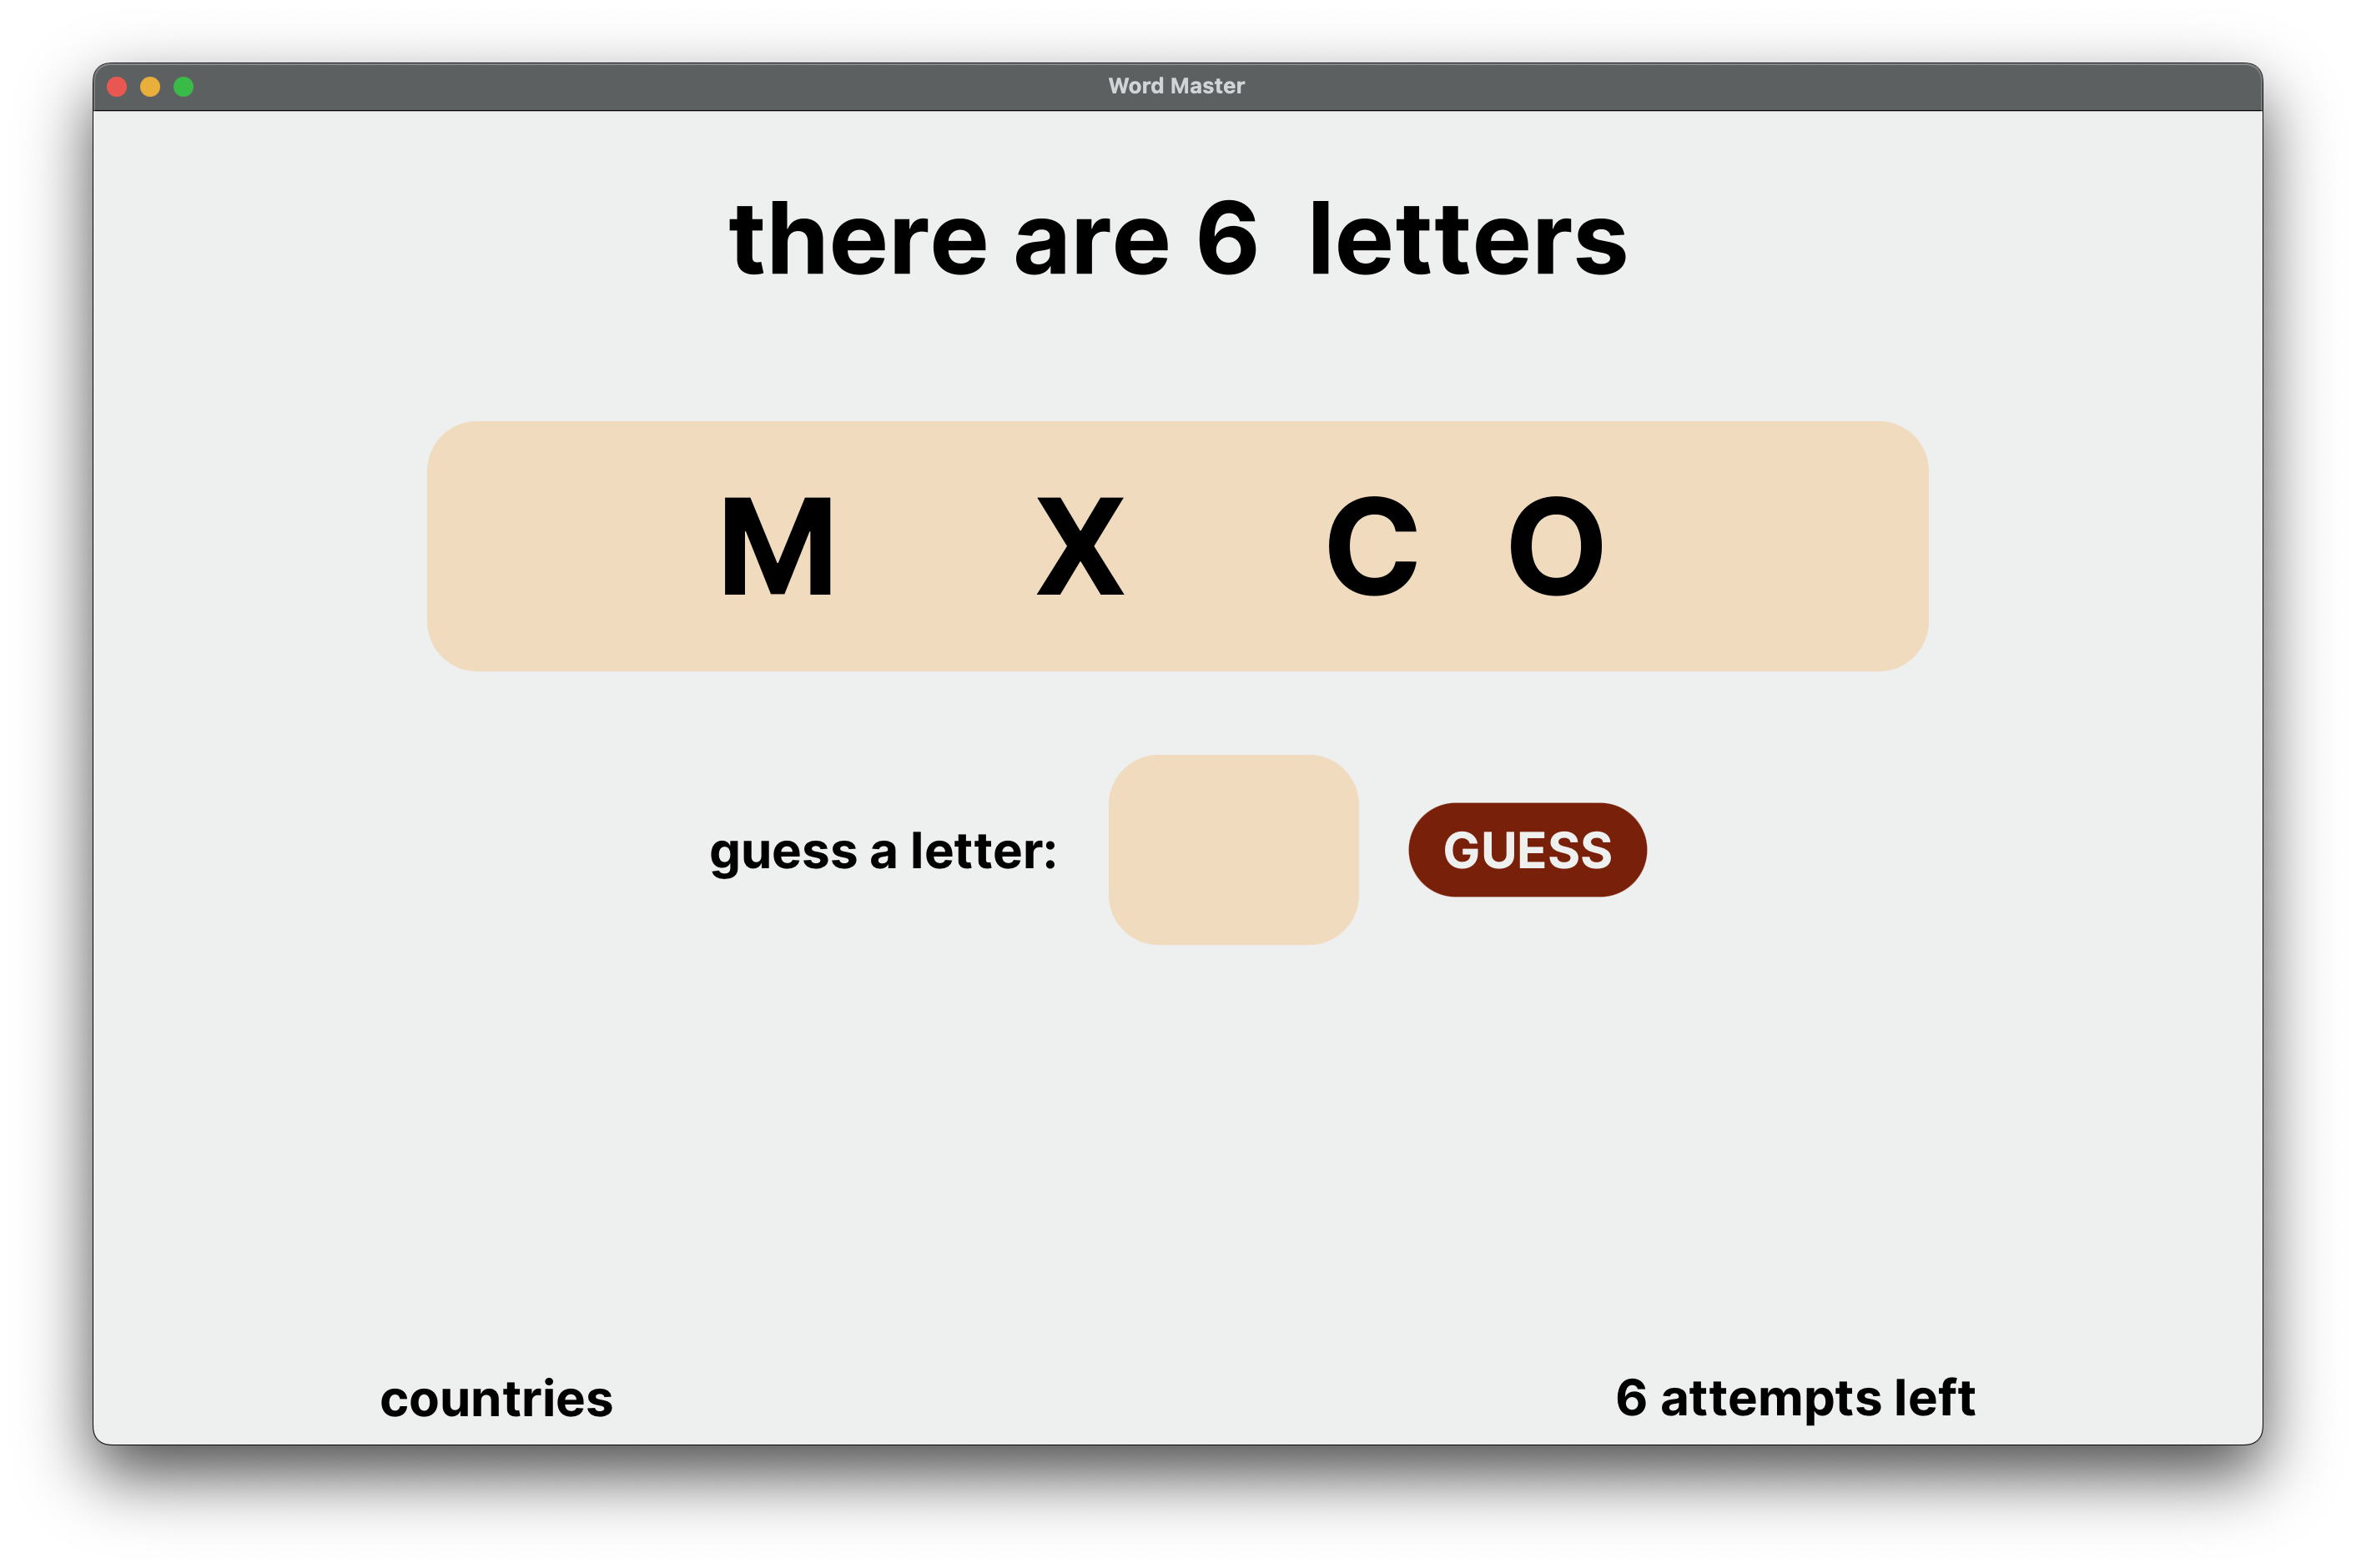 Word Master
there are 6 letters
M X C O
guess a letter:
GUESS
countries
6 attempts left